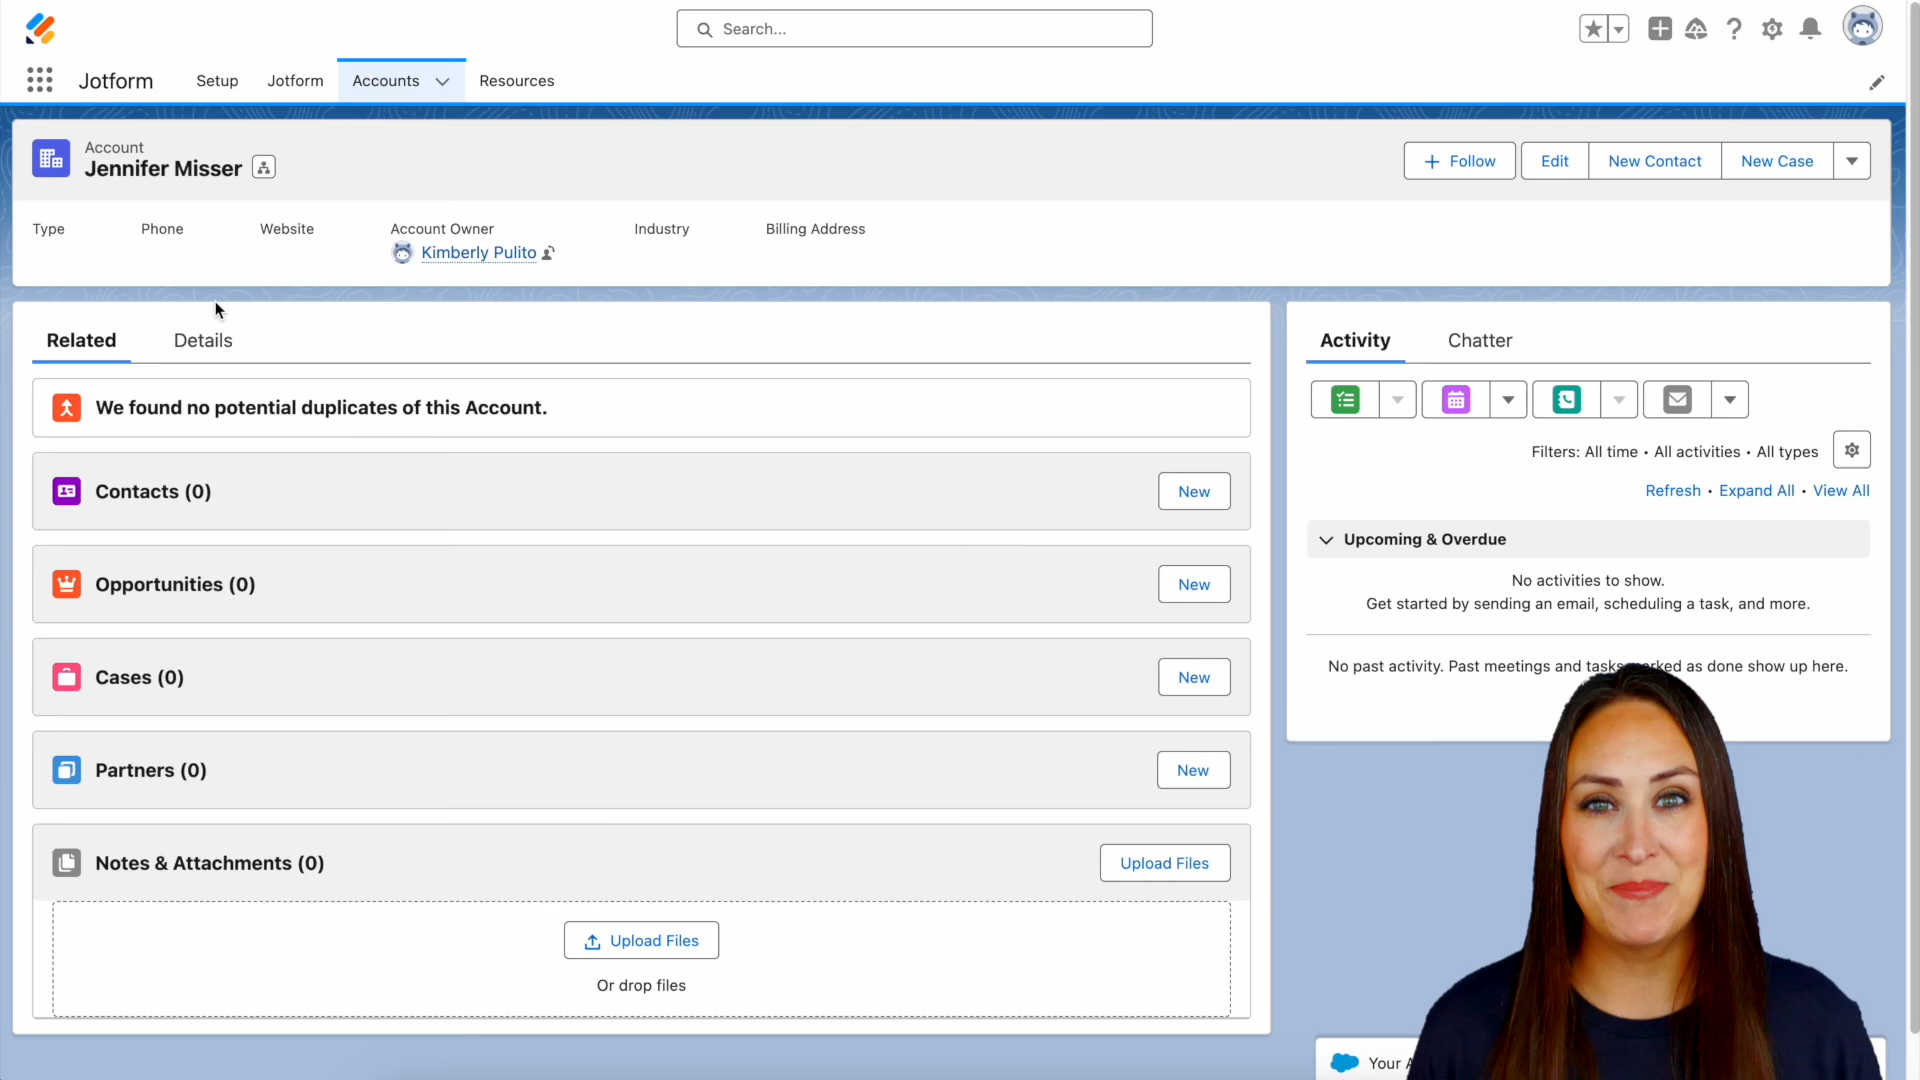 Search...
Jotform
Setup
Jotform
Accounts
Resources
Account
Jennifer Misser
Follow
Edit
New Contact
New Case
Type
Phone
Website
Account Owner
Industry
Billing Address
Kimberly Pulito
Related
Details
We found no potential duplicates of this Account.
Contacts (0)
New
Opportunities (0)
New
Cases (0)
New
Partners (0)
New
Notes & Attachments (0)
Upload Files
Upload Files
Or drop files
Activity
Chatter
Filters: All time • All activities • All types
Refresh • Expand All • View All
Upcoming & Overdue
No activities to show.
Get started by sending an email, scheduling a task, and more.
No past activity. Past meetings and tasks as done show up here.
Your